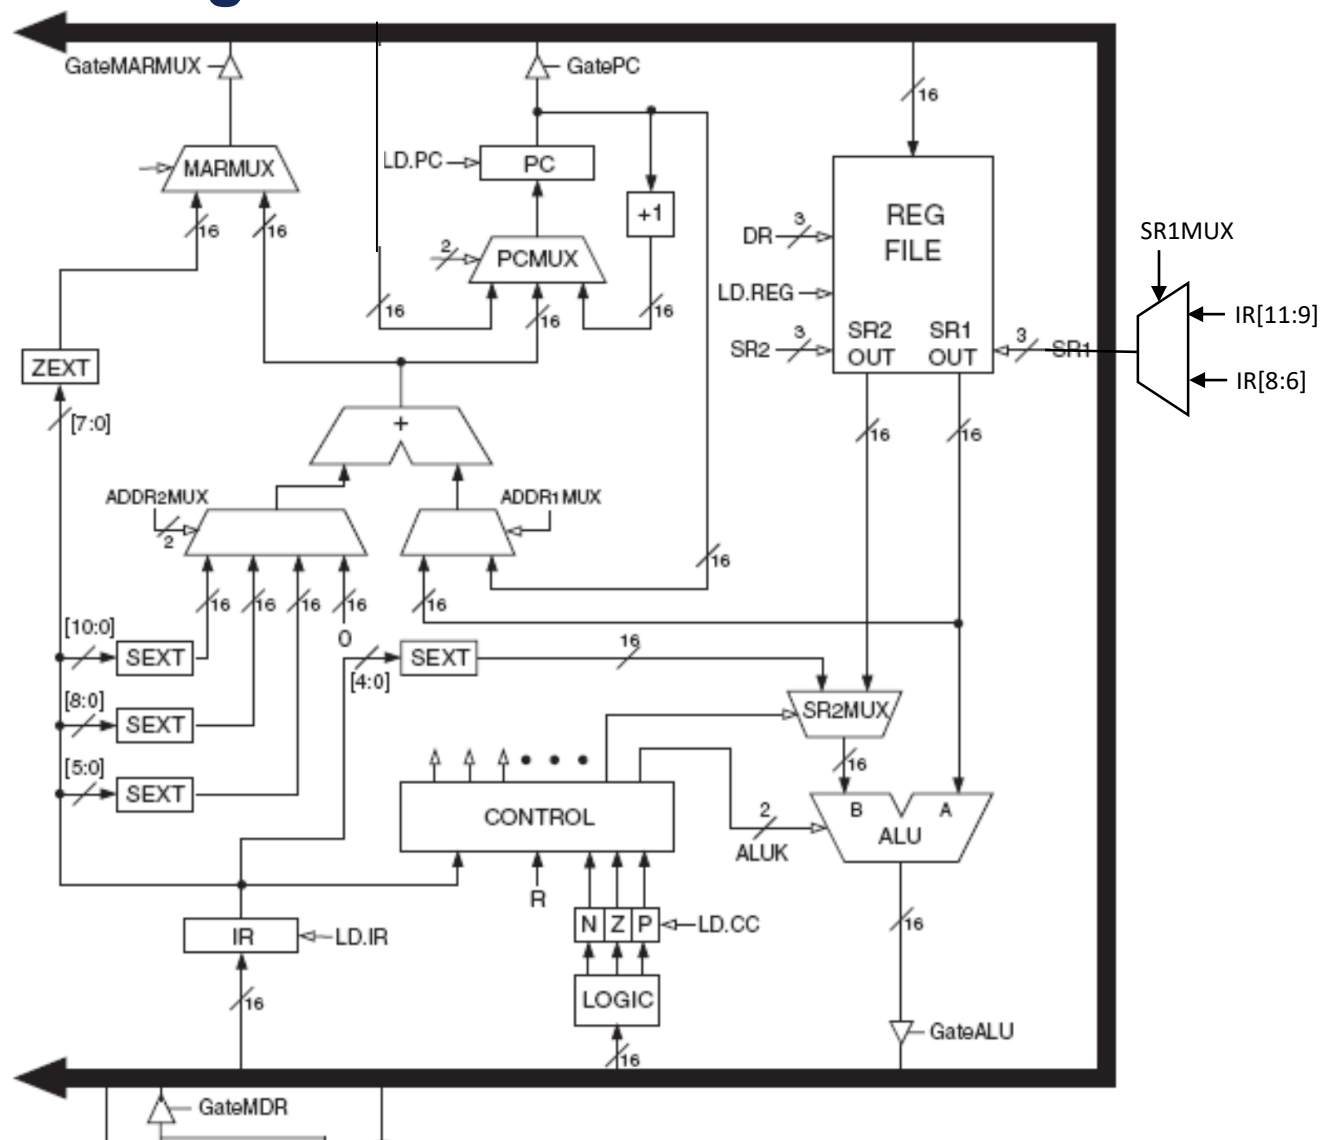 GateMARMUX
GatePC
16
MARMUX
LD.PC
PC
+1
REG
FILE
16
16
DR
3
SR1MUX
2
PCMUX
LD.REG
16
16
16
IR[11:9]
SR2
3
SR2
OUT
SR1
OUT
3
SR1
ZEXT
IR[8:6]
[7:0]
+
16
16
ADDR2MUX
ADDR1MUX
2
16
16
16
16
16
16
[10:0]
SEXT
0
[4:0]
SEXT
16
[8:0]
SEXT
SR2MUX
[5:0]
SEXT
16
CONTROL
2
ALUK
B
A
ALU
R
IR
LD.IR
N
Z
P
LD.CC
16
16
LOGIC
GateALU
16
GateMDR